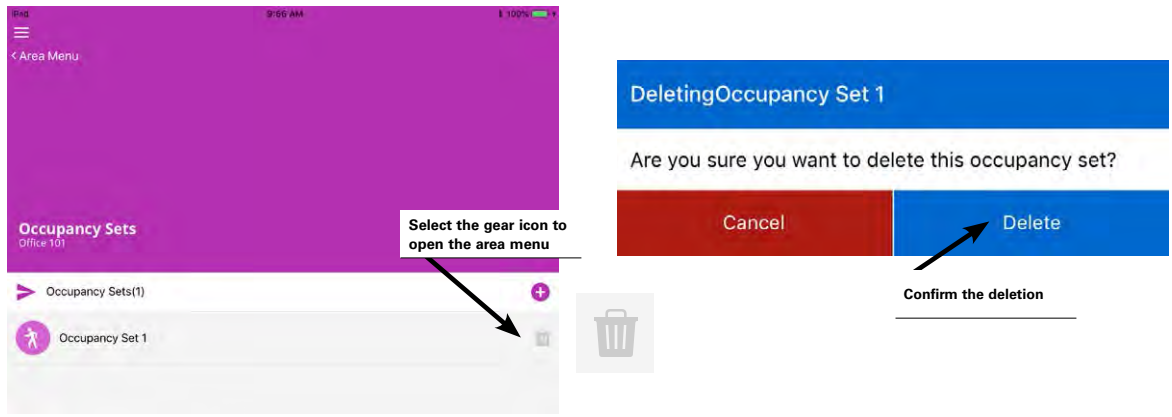 iPad 9:66 AM 100%
< Area Menu
Occupancy Sets
Office 101
Select the gear icon to
open the area menu
Occupancy Sets(1)
Occupancy Set 1
DeletingOccupancy Set 1
Are you sure you want to delete this occupancy set?
Cancel Delete
Confirm the deletion